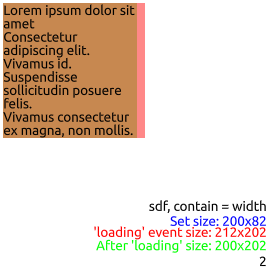 Lorem ipsum dolor sit
amet
Consectetur
adipiscing elit.
Vivamus id.
Suspendisse
sollicitudin posuere
felis.
Vivamus consectetur
ex magna, non mollis.
sdf, contain = width
Set size: 200x82
'loading' event size: 212x202
After 'loading' size: 200x202
2